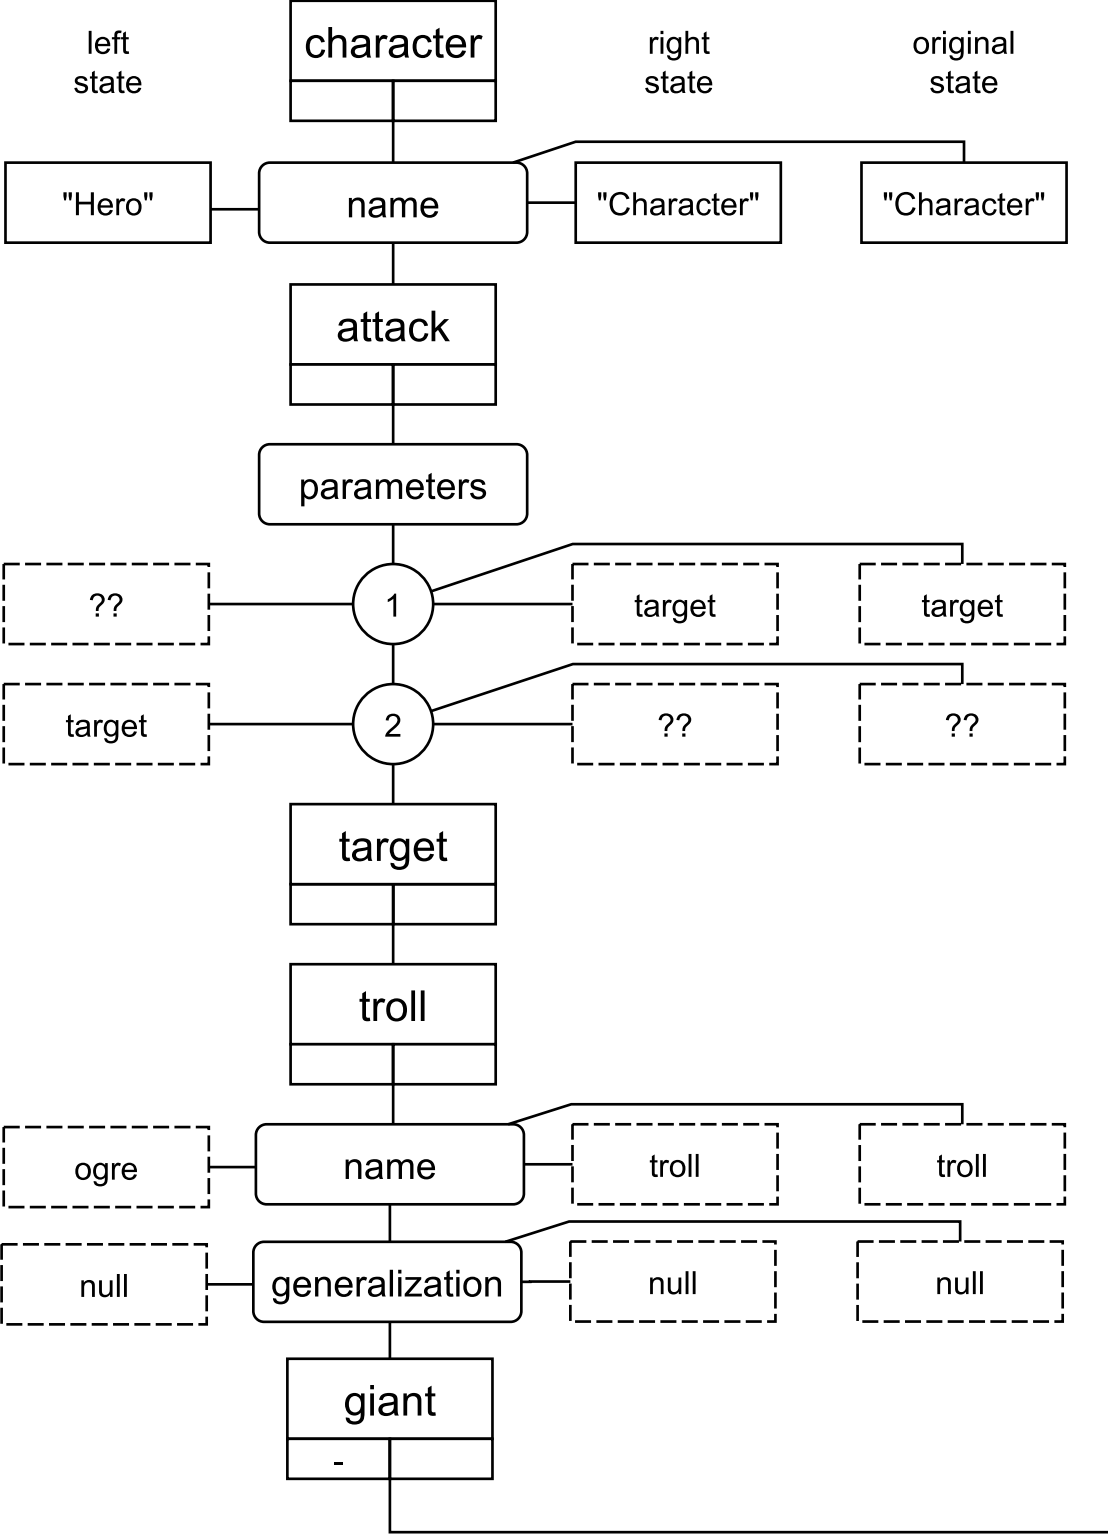 left
state
character
right
state
original
state
"Hero"
name
"Character"
"Character"
attack
parameters
??
1
target
target
target
2
??
??
target
troll
ogre
name
troll
troll
null
generalization
null
null
giant
-